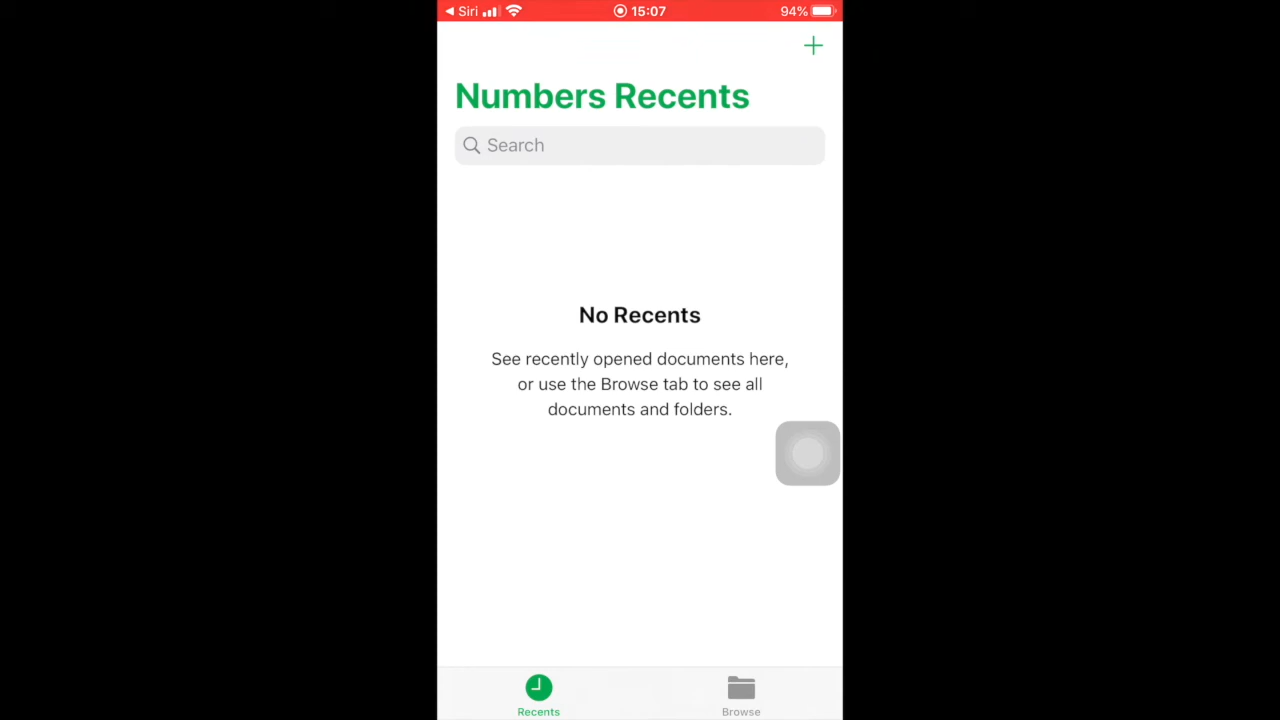 ◀ Siri 15:07 94%
Numbers Recents
Search
No Recents
See recently opened documents here,
or use the Browse tab to see all
documents and folders.
Recents Browse